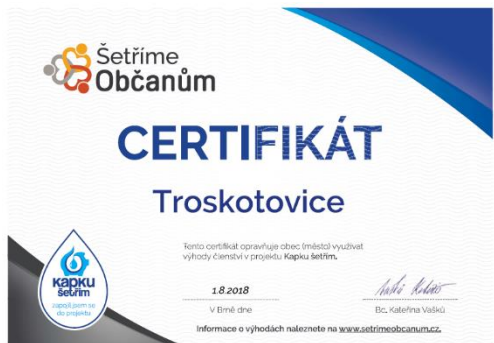 Šetříme
Občanům
CERTIFIKÁT
Troskotovice
Tento certifikát opravňuje obec (město) využívat
výhody členství v projektu Kapku šetřím.
KAPKU
šetřím
zapojil jsem se
do projektu
1.8.2018
V Brně dne
Bc. Kateřina Vašků
Informace o výhodách naleznete na www.setrimeobcanum.cz.